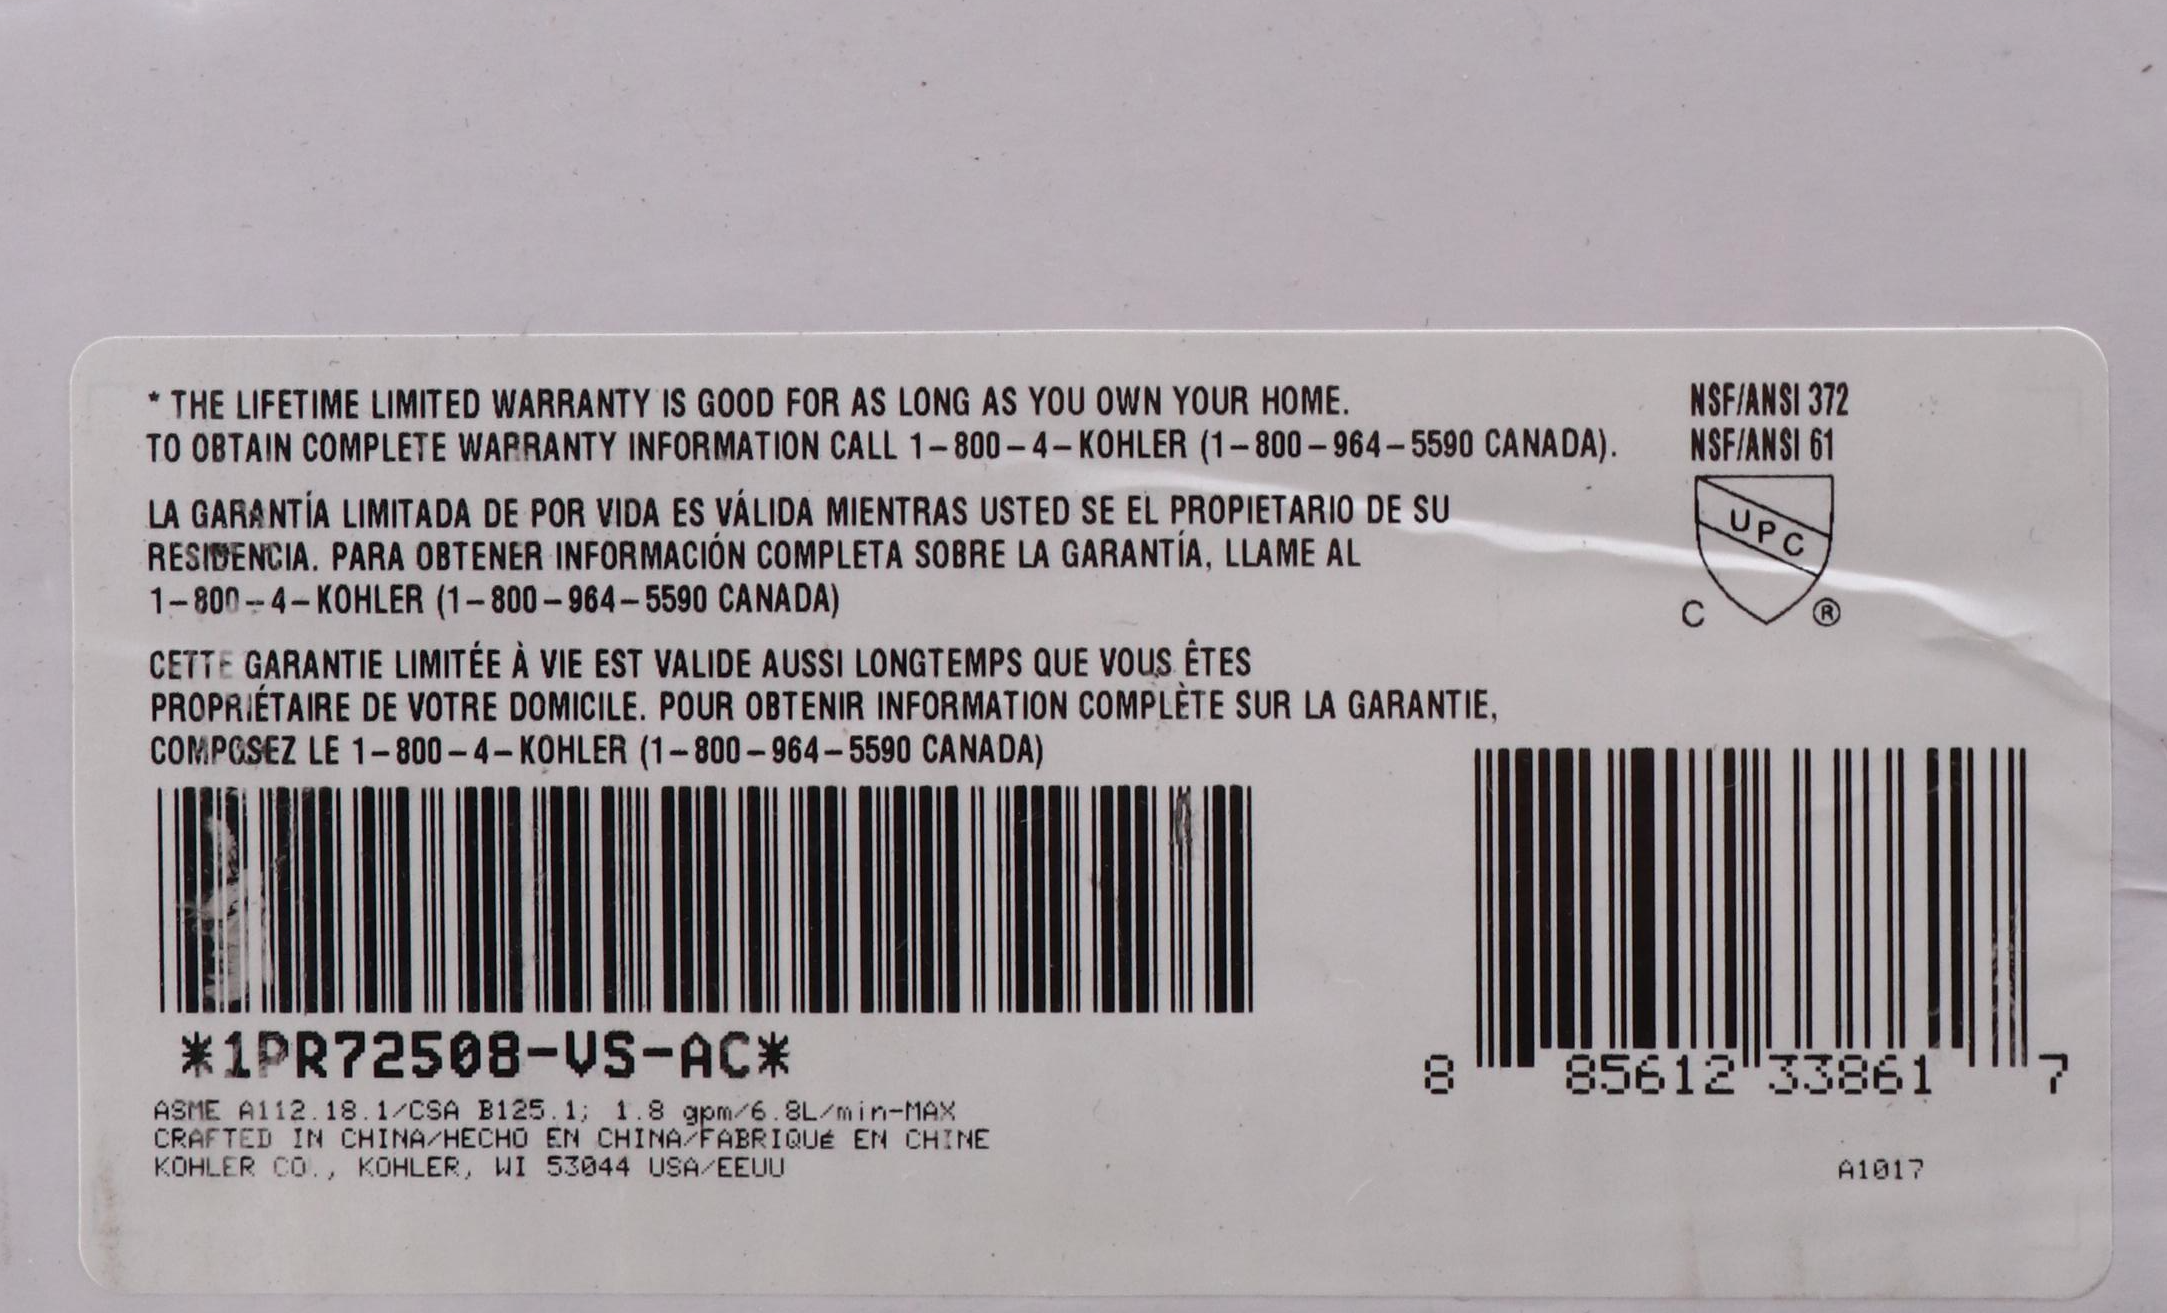 * THE LIFETIME LIMITED WARRANTY IS GOOD FOR AS LONG AS YOU OWN YOUR HOME.
TO OBTAIN COMPLETE WARRANTY INFORMATION CALL 1-800-4-KOHLER (1-800-964-5590 CANADA).
LA GARANTÍA LIMITADA DE POR VIDA ES VÁLIDA MIENTRAS USTED SE EL PROPIETARIO DE SU
RESIDENCIA. PARA OBTENER INFORMACIÓN COMPLETA SOBRE LA GARANTÍA, LLAME AL
1-800-4-KOHLER (1-800-964-5590 CANADA)
CETTE GARANTIE LIMITÉE À VIE EST VALIDE AUSSI LONGTEMPS QUE VOUS ÊTES
PROPRIÉTAIRE DE VOTRE DOMICILE. POUR OBTENIR INFORMATION COMPLÈTE SUR LA GARANTIE,
COMPOSEZ LE 1-800-4-KOHLER (1-800-964-5590 CANADA)
NSF/ANSI 372
NSF/ANSI 61
UPC
C ®
*1PR72508-VS-AC*
ASME A112.18.1/CSA B125.1; 1.8 gpm/6.8L/min-MAX
CRAFTED IN CHINA/HECHO EN CHINA/FABRIQUé EN CHINE
KOHLER CO., KOHLER, WI 53044 USA/EEUU
8 85612 33861 7
A1017